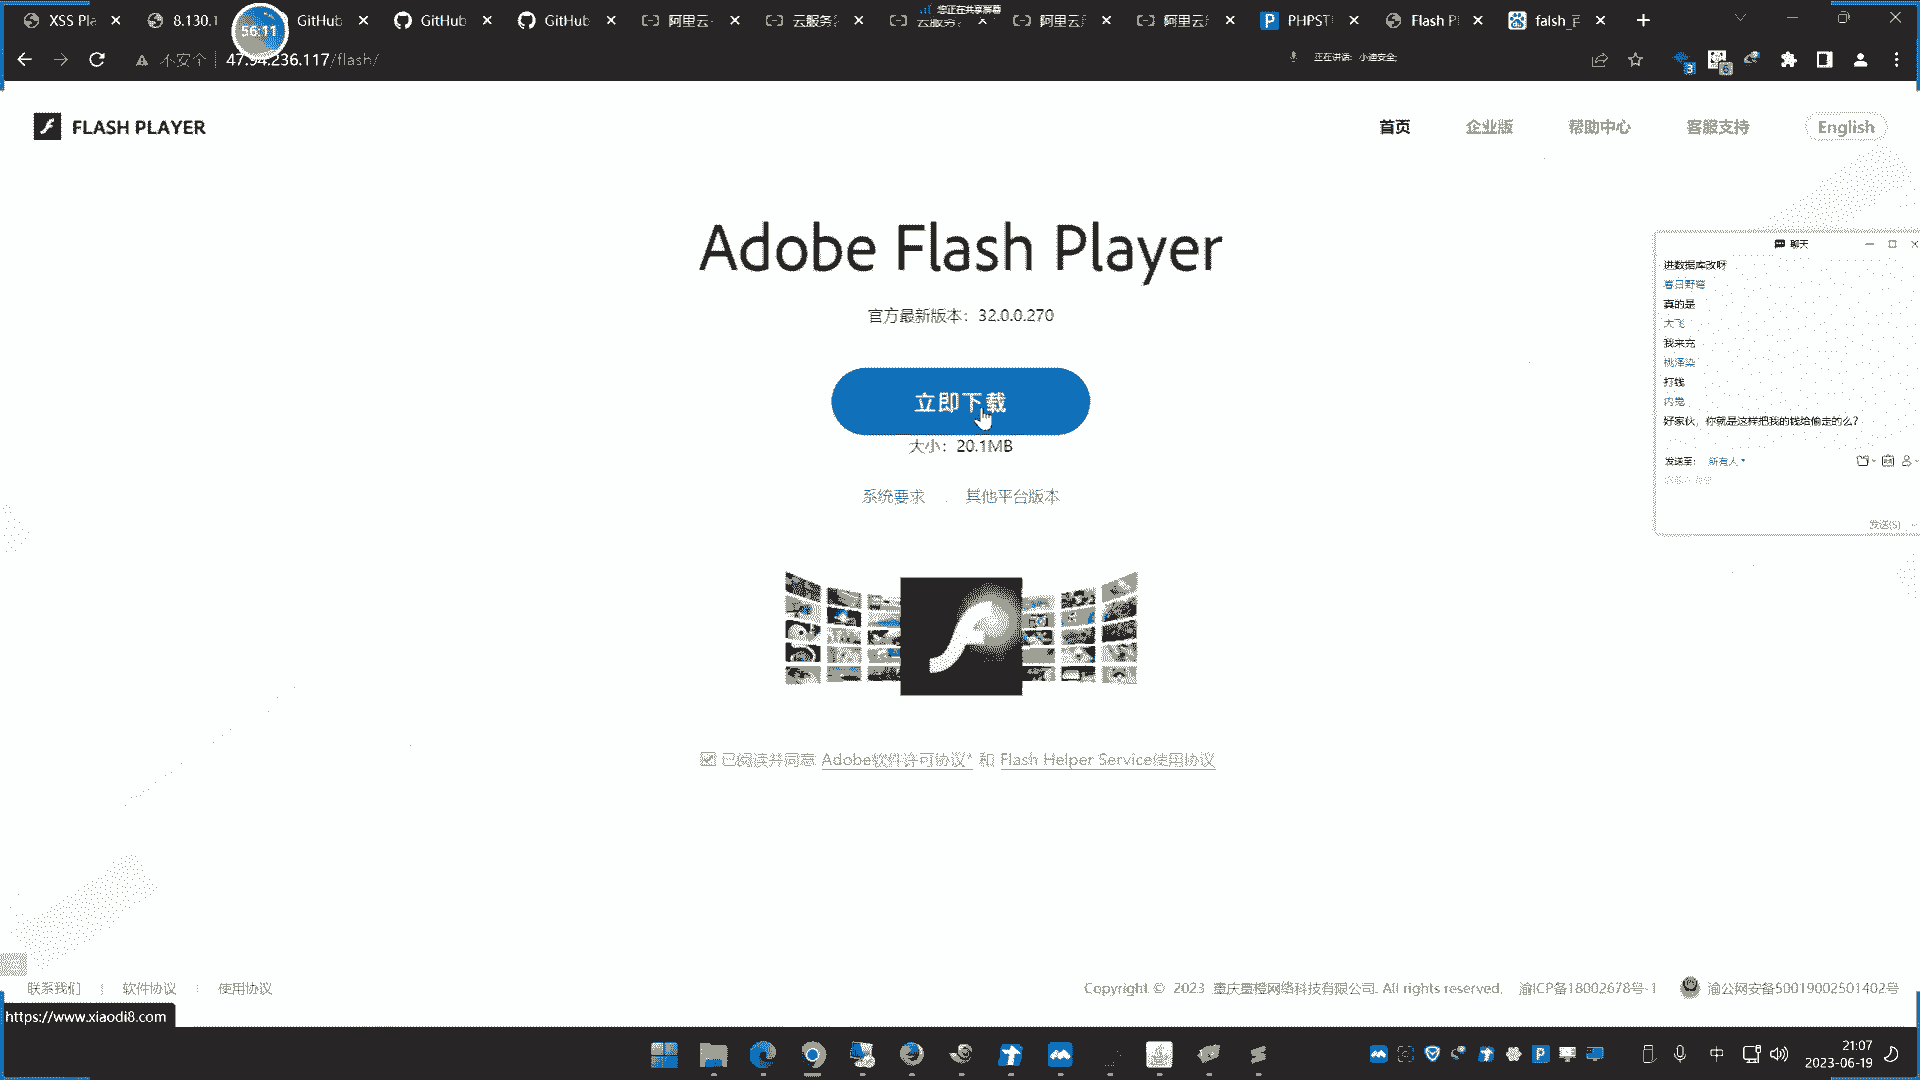 XSS Pla
8.130.1
56:11
GitHub
GitHub
GitHub
阿里云
云服务
云服务
阿里云
阿里云
PHPST
Flash P
falsh_
您正在共享屏幕
不安全
47.94.236.117/flash/
正在讲话: 小迪安全;
FLASH PLAYER
首页
企业版
帮助中心
客服支持
English
Adobe Flash Player
官方最新版本：32.0.0.270
立即下载
大小：20.1MB
系统要求
其他平台版本
聊天
进数据库改呀
春日野穹
真的是
大飞
我来充
桃泽染
打钱
好家伙，你就是这样把我的钱给偷走的么？
发送至：
所有人
发送(S)
已阅读并同意 Adobe软件许可协议* 和 Flash Helper Service使用协议
联系我们
软件协议
使用协议
Copyright © 2023 重庆重橙网络科技有限公司. All rights reserved.
渝ICP备18002678号-1
渝公网安备50019002501402号
https://www.xiaodi8.com
中
21:07
2023-06-19